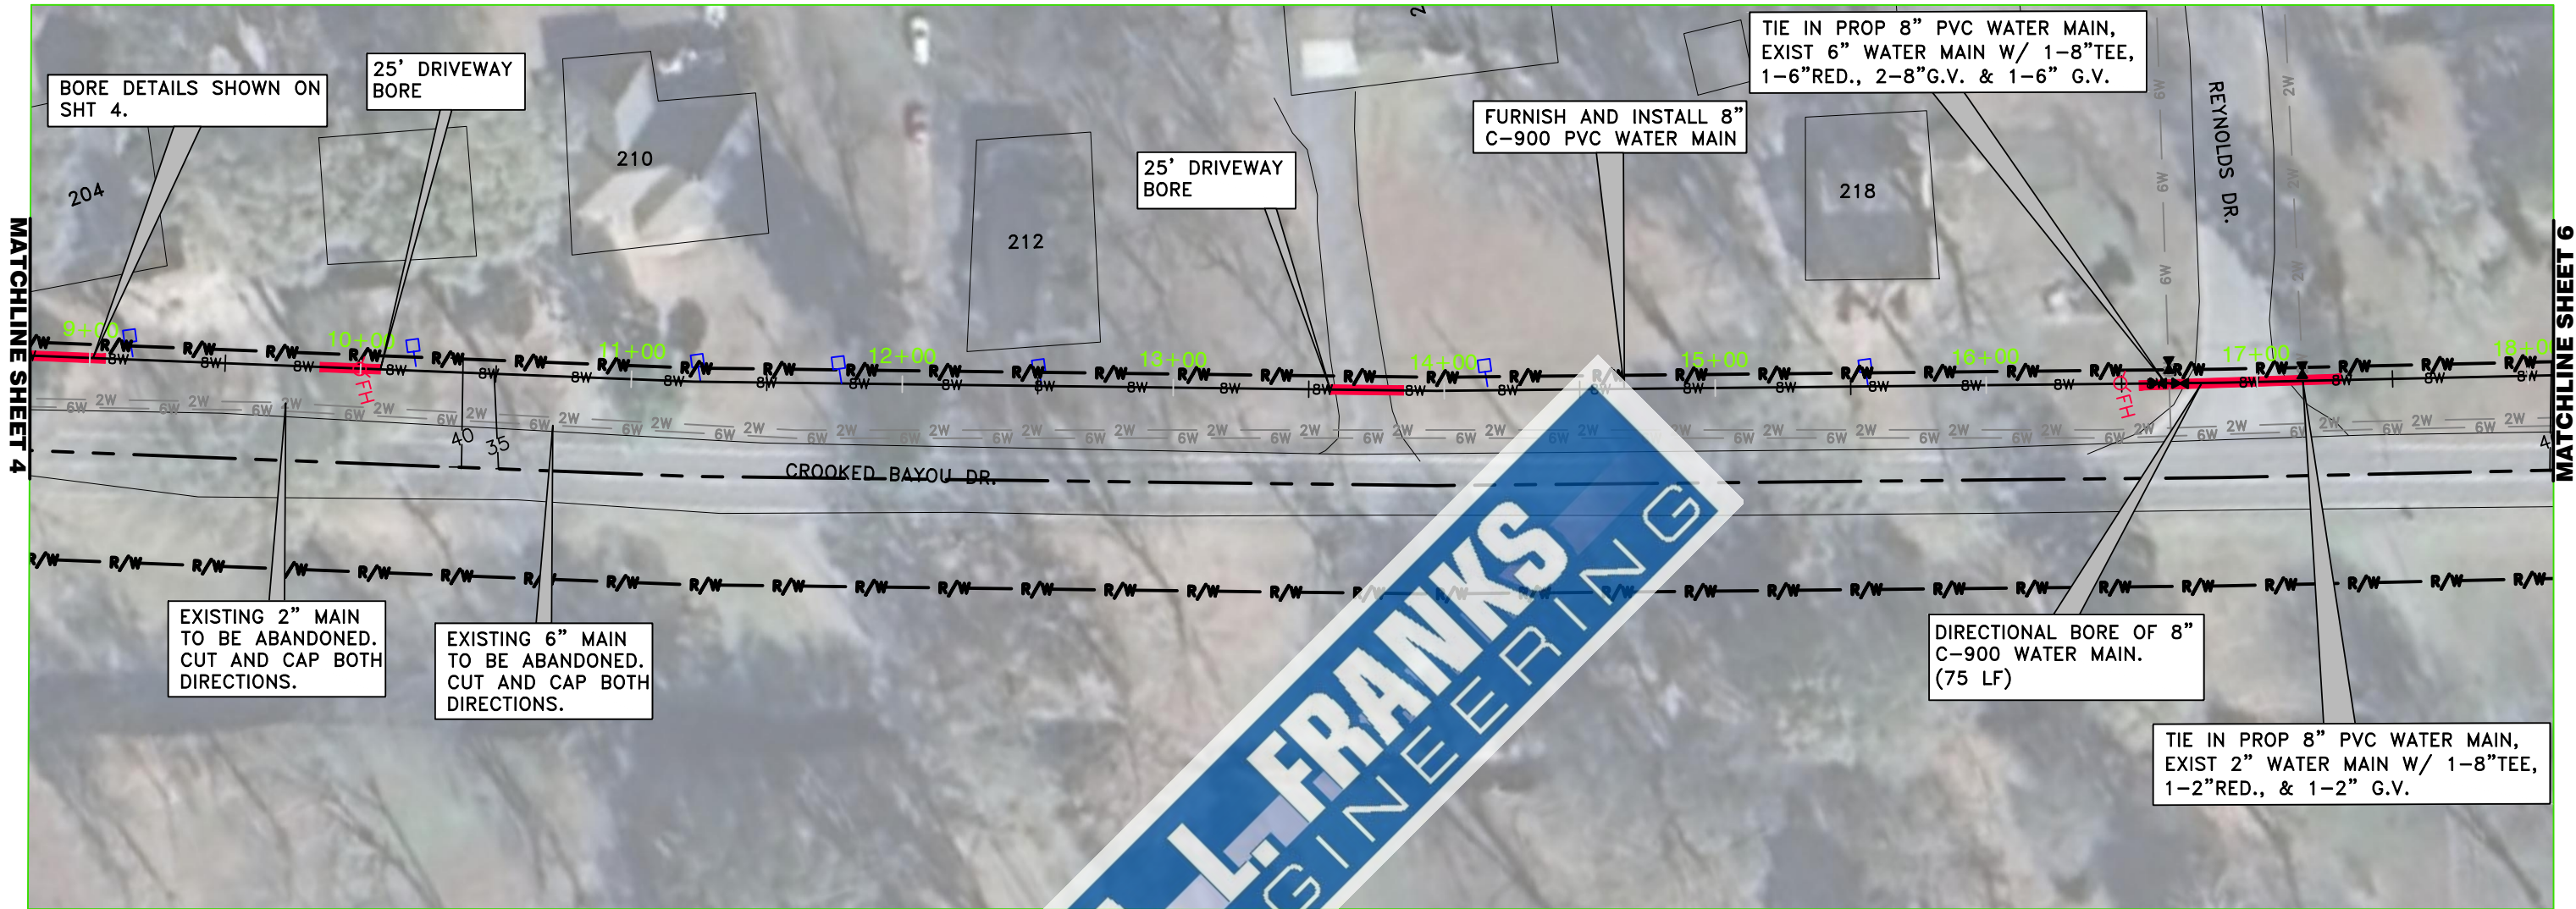 BORE DETAILS SHOWN ON
SHT 4.
25' DRIVEWAY
BORE
TIE IN PROP 8" PVC WATER MAIN,
EXIST 6" WATER MAIN W/ 1-8"TEE,
1-6"RED., 2-8"G.V. & 1-6" G.V.
FURNISH AND INSTALL 8"
C-900 PVC WATER MAIN
25' DRIVEWAY
BORE
REYNOLDS DR.
204
210
212
218
MATCHLINE SHEET 4
MATCHLINE SHEET 6
9+00
10+00
11+00
12+00
13+00
14+00
15+00
16+00
17+00
18+00
R/W
8W
FH
FH
2W
6W
40
35
CROOKED BAYOU DR.
EXISTING 2" MAIN
TO BE ABANDONED.
CUT AND CAP BOTH
DIRECTIONS.
EXISTING 6" MAIN
TO BE ABANDONED.
CUT AND CAP BOTH
DIRECTIONS.
DIRECTIONAL BORE OF 8"
C-900 WATER MAIN.
(75 LF)
TIE IN PROP 8" PVC WATER MAIN,
EXIST 2" WATER MAIN W/ 1-8"TEE,
1-2"RED., & 1-2" G.V.
L. FRANKS
GINEERING